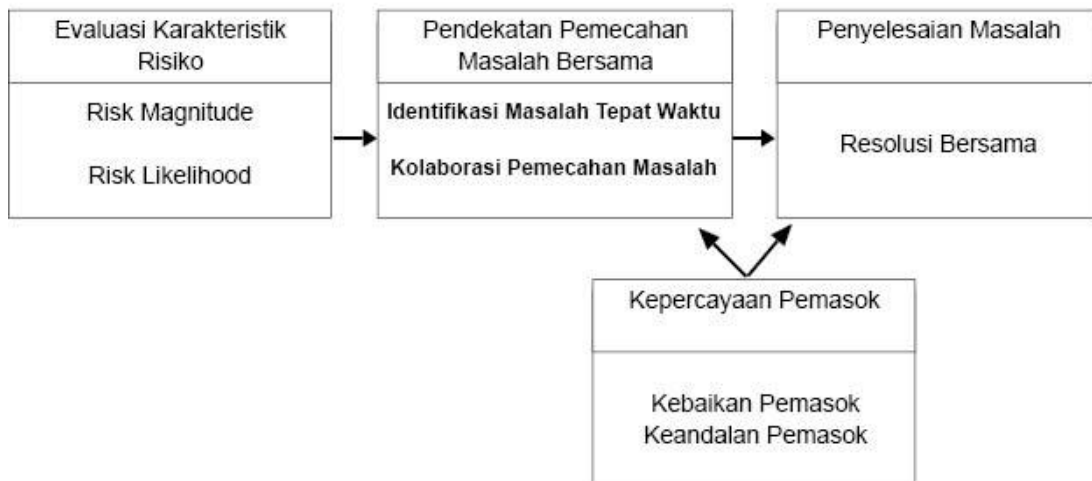 Evaluasi Karakteristik
Risiko
Risk Magnitude
Risk Likelihood
Pendekatan Pemecahan
Masalah Bersama
Identifikasi Masalah Tepat Waktu
Kolaborasi Pemecahan Masalah
Penyelesaian Masalah
Resolusi Bersama
Kepercayaan Pemasok
Kebaikan Pemasok
Keandalan Pemasok